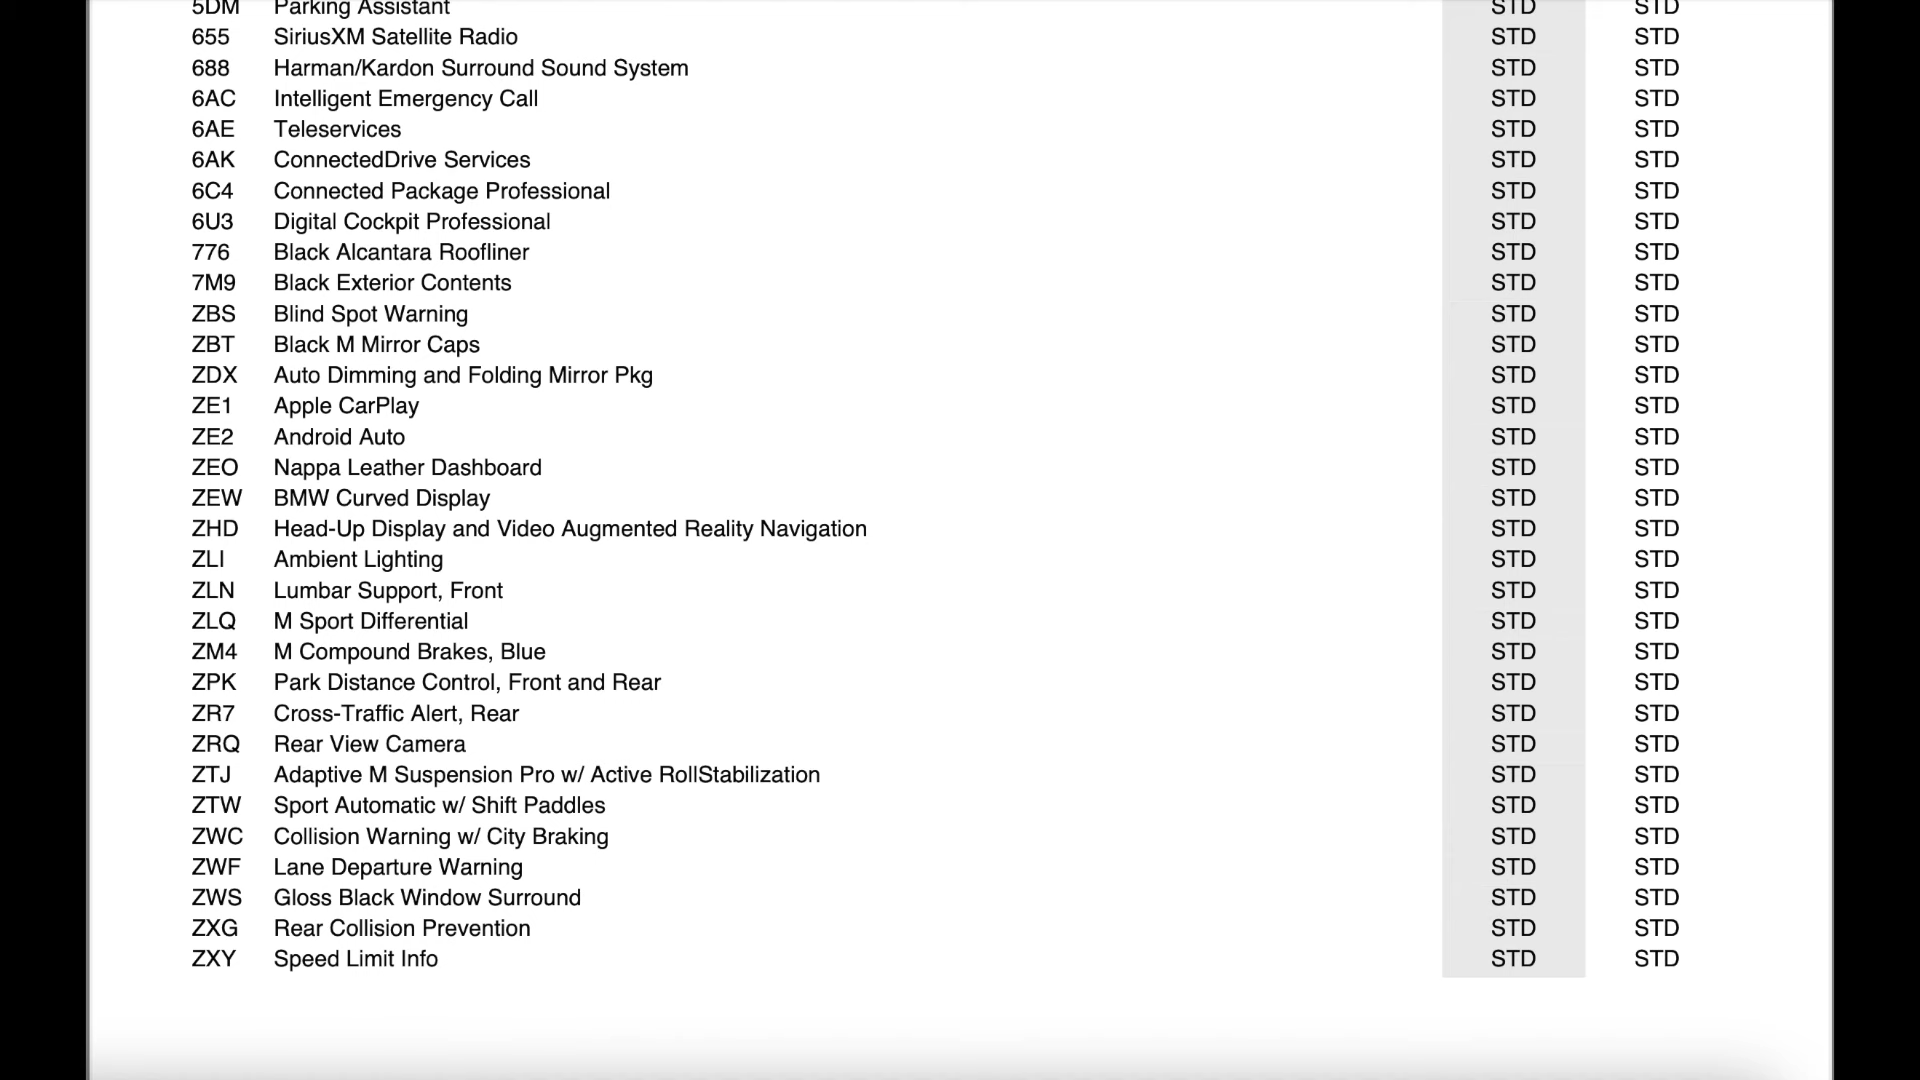 5DM Parking Assistant STD STD
655 SiriusXM Satellite Radio STD STD
688 Harman/Kardon Surround Sound System STD STD
6AC Intelligent Emergency Call STD STD
6AE Teleservices STD STD
6AK ConnectedDrive Services STD STD
6C4 Connected Package Professional STD STD
6U3 Digital Cockpit Professional STD STD
776 Black Alcantara Roofliner STD STD
7M9 Black Exterior Contents STD STD
ZBS Blind Spot Warning STD STD
ZBT Black M Mirror Caps STD STD
ZDX Auto Dimming and Folding Mirror Pkg STD STD
ZE1 Apple CarPlay STD STD
ZE2 Android Auto STD STD
ZEO Nappa Leather Dashboard STD STD
ZEW BMW Curved Display STD STD
ZHD Head-Up Display and Video Augmented Reality Navigation STD STD
ZLI Ambient Lighting STD STD
ZLN Lumbar Support, Front STD STD
ZLQ M Sport Differential STD STD
ZM4 M Compound Brakes, Blue STD STD
ZPK Park Distance Control, Front and Rear STD STD
ZR7 Cross-Traffic Alert, Rear STD STD
ZRQ Rear View Camera STD STD
ZTJ Adaptive M Suspension Pro w/ Active RollStabilization STD STD
ZTW Sport Automatic w/ Shift Paddles STD STD
ZWC Collision Warning w/ City Braking STD STD
ZWF Lane Departure Warning STD STD
ZWS Gloss Black Window Surround STD STD
ZXG Rear Collision Prevention STD STD
ZXY Speed Limit Info STD STD